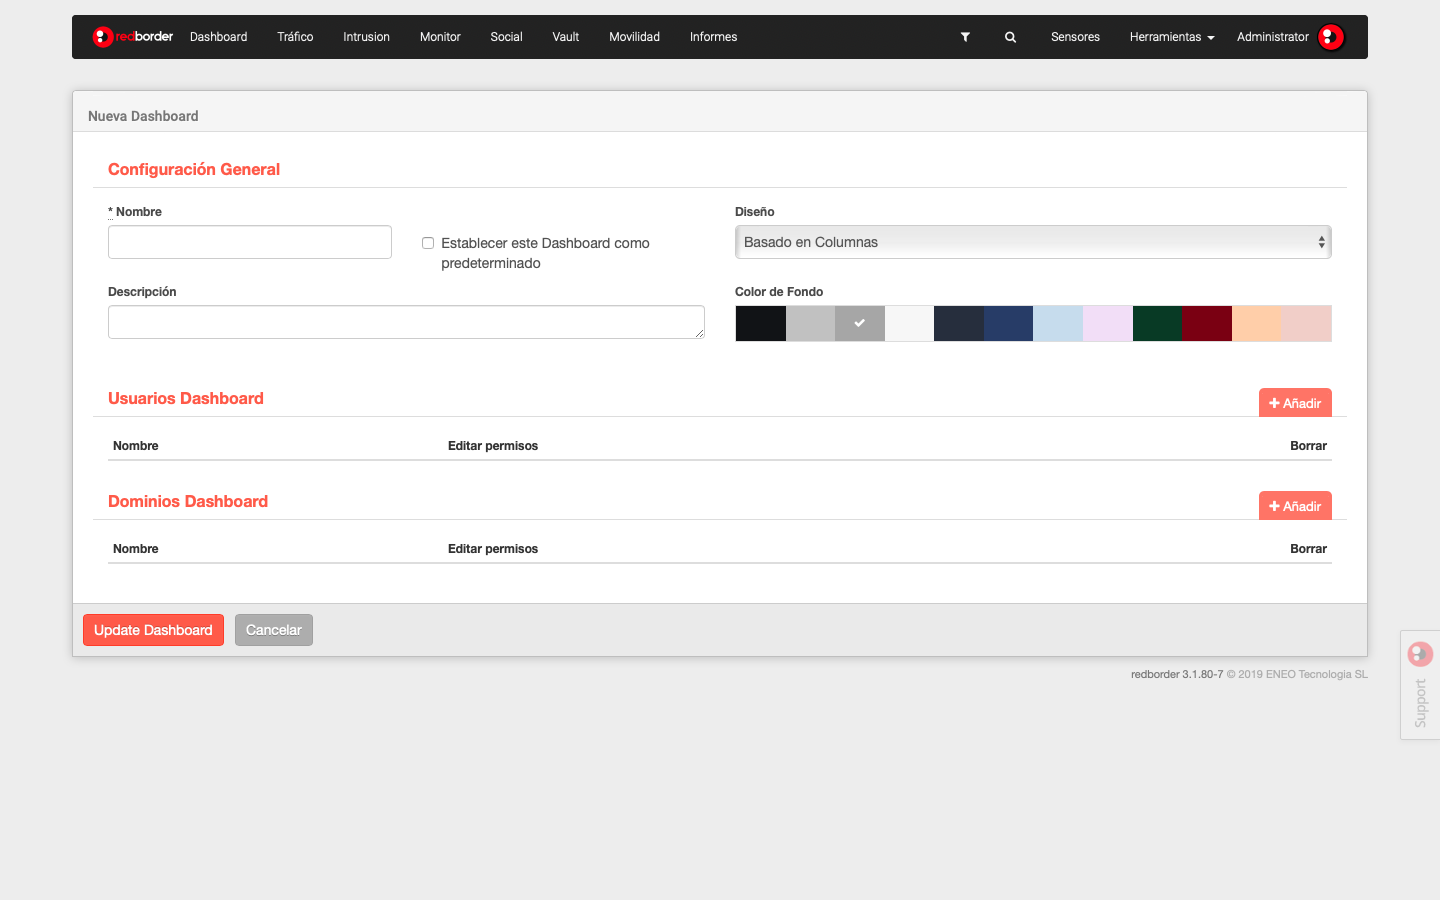 redborder Dashboard Tráfico Intrusion Monitor Social Vault Movilidad Informes Sensores Herramientas Administrator
Nueva Dashboard
Configuración General
* Nombre
Diseño
Establecer este Dashboard como
predeterminado
Basado en Columnas
Descripción
Color de Fondo
Usuarios Dashboard
Añadir
Nombre Editar permisos Borrar
Dominios Dashboard
Añadir
Nombre Editar permisos Borrar
Update Dashboard Cancelar
redborder 3.1.80-7 © 2019 ENEO Tecnologia SL
Support